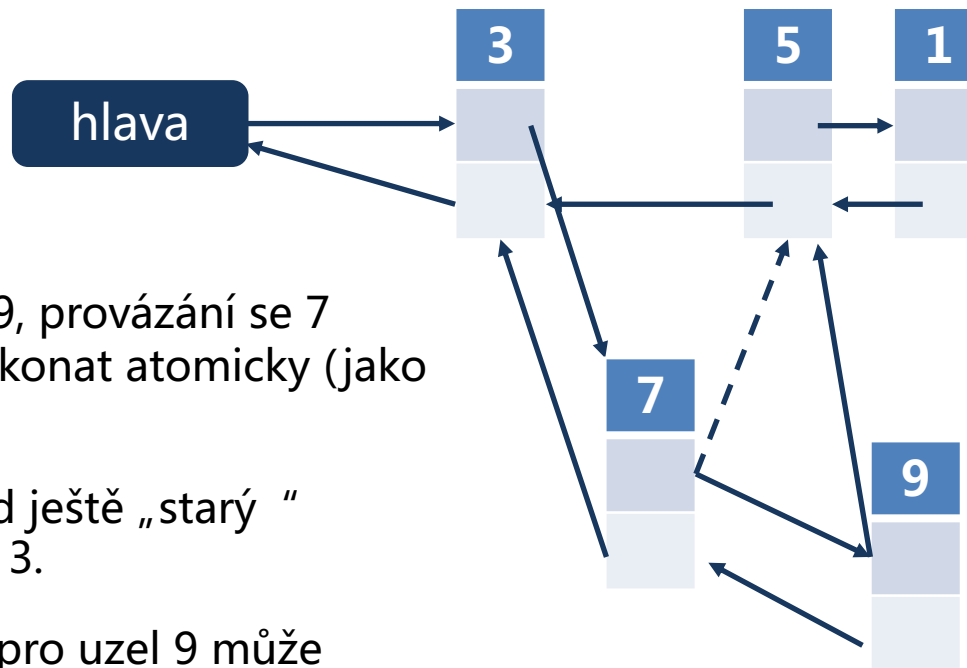 3
5
1
hlava
9, provázání se 7
konat atomicky (jako
7
9
d ještě „starý “
3.
pro uzel 9 může